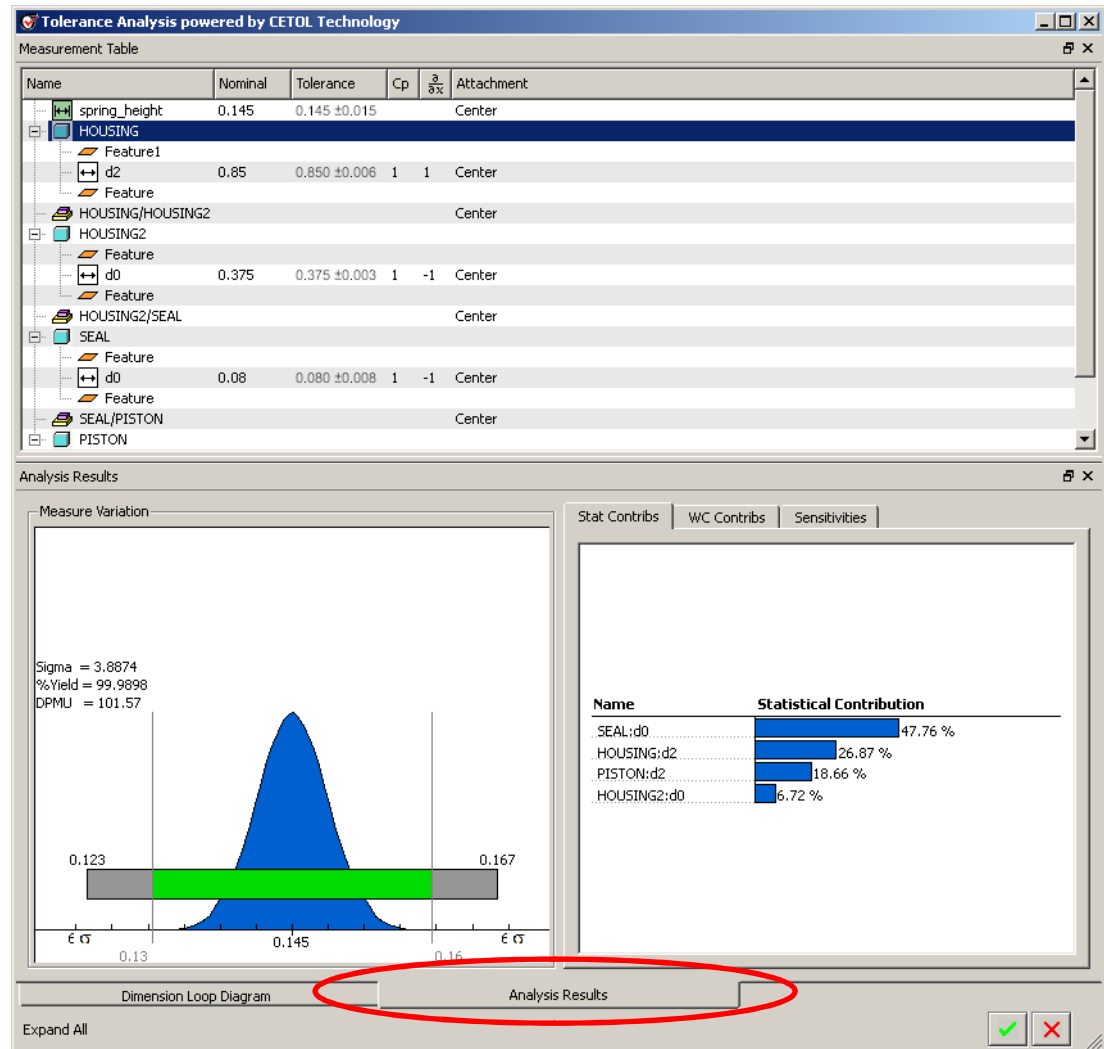 Tolerance Analysis powered by CETOL Technology
Measurement Table
Name Nominal Tolerance Cp ∂/∂x Attachment
spring_height 0.145 0.145 ±0.015 Center
HOUSING
Feature1
d2 0.85 0.850 ±0.006 1 1 Center
Feature
HOUSING/HOUSING2 Center
HOUSING2
Feature
d0 0.375 0.375 ±0.003 1 -1 Center
Feature
HOUSING2/SEAL Center
SEAL
Feature
d0 0.08 0.080 ±0.008 1 -1 Center
Feature
SEAL/PISTON Center
PISTON
Analysis Results
Measure Variation
Sigma = 3.8874
%Yield = 99.9898
DPMU = 101.57
0.123 0.167
6 σ 0.145 6 σ
0.13 0.16
Stat Contribs WC Contribs Sensitivities
Name Statistical Contribution
SEAL:d0 47.76 %
HOUSING:d2 26.87 %
PISTON:d2 18.66 %
HOUSING2:d0 6.72 %
Dimension Loop Diagram Analysis Results
Expand All